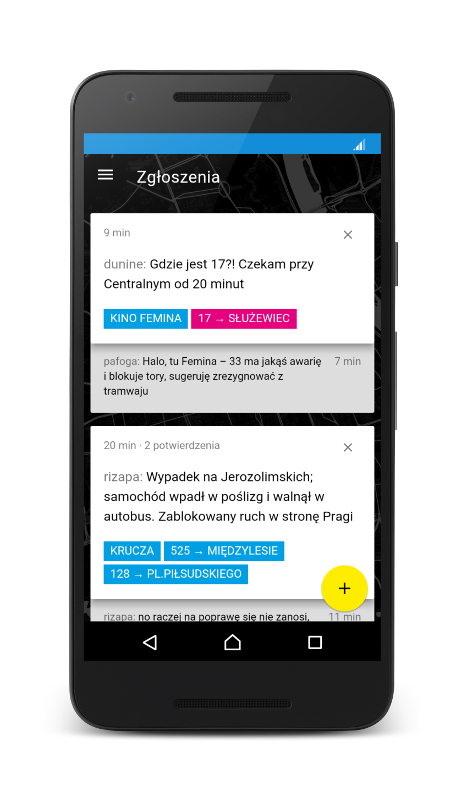 Zgłoszenia
9 min
dunine: Gdzie jest 17?! Czekam przy
Centralnym od 20 minut
KINO FEMINA 17 → SŁUŻEWIEC
pafoga: Halo, tu Femina – 33 ma jakąś awarię 7 min
i blokuje tory, sugeruję zrezygnować z
tramwaju
20 min · 2 potwierdzenia
rizapa: Wypadek na Jerozolimskich;
samochód wpadł w poślizg i walnął w
autobus. Zablokowany ruch w stronę Pragi
KRUCZA 525 → MIĘDZYLESIE
128 → PL.PIŁSUDSKIEGO
rizapa: no raczej na poprawę się nie zanosi, 11 min